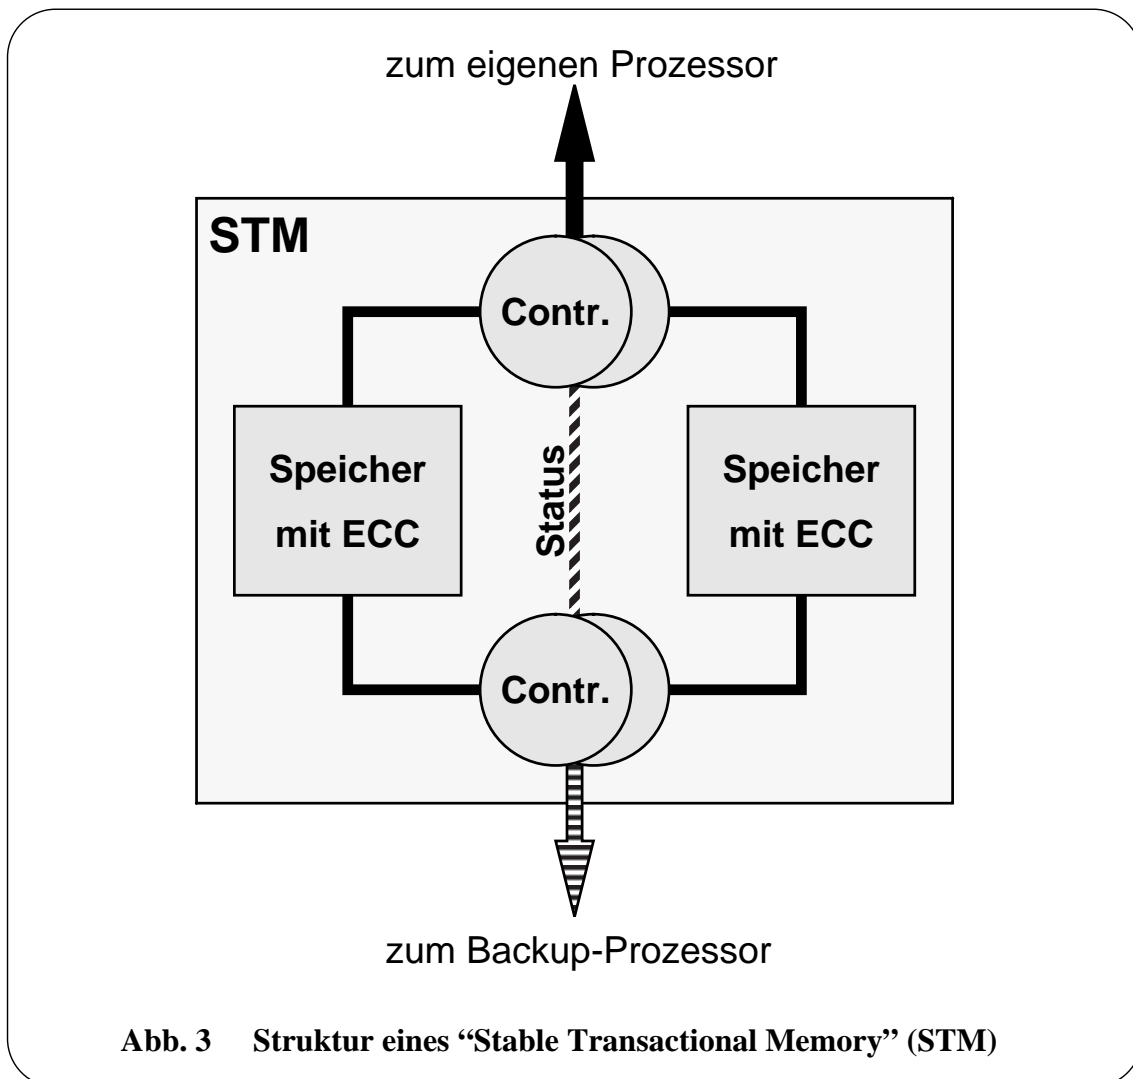 zum eigenen Prozessor
STM
Contr.
Speicher
mit ECC
Status
Speicher
mit ECC
Contr.
zum Backup-Prozessor
Abb. 3 Struktur eines “Stable Transactional Memory” (STM)